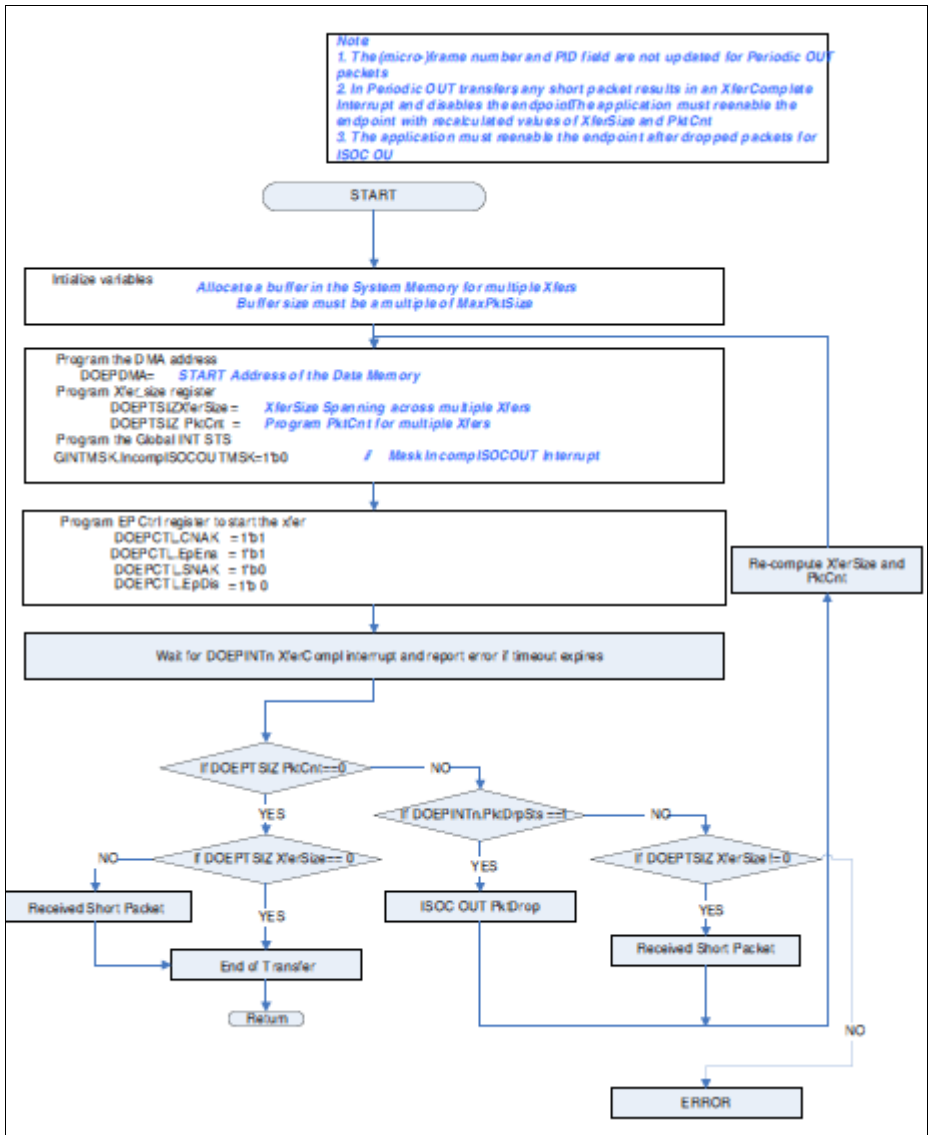 Note
1. The (micro-)frame number and PID field are not updated for Periodic OUT
packets
2. In Periodic OUT transfers any short packet results in an XferComplete
Interrupt and disables the endpointThe application must reenable the
endpoint with recalculated values of XferSize and PktCnt
3. The application must reenable the endpoint after dropped packets for
ISOC OU
START
Intialize variables
Allocate a buffer in the System Memory for multiple Xfers
Buffer size must be a multiple of MaxPktSize
Program the DMA address
DOEPDMA= START Address of the Data Memory
Program Xfer_size register
DOEPTSIZXferSize = XferSize Spanning across multiple Xfers
DOEPTSIZ PktCnt = Program PktCnt for multiple Xfers
Program the Global INT STS
GINTMSK.IncompISOCOUTMSK=1'b0 // Mask IncompISOCOUT Interrupt
Program EP Ctrl register to start the xfer
DOEPCTL.CNAK = 1'b1
DOEPCTL.EpEna = 1'b1
DOEPCTL.SNAK = 1'b0
DOEPCTL.EpDis = 1'b 0
Re-compute XferSize and
PktCnt
Wait for DOEPINTn XferCompl interrupt and report error if timeout expires
If DOEPTSIZ PktCnt==0
NO
YES
If DOEPINTn.PktDrpSts ==1
NO
YES
If DOEPTSIZ XferSize== 0
NO
YES
If DOEPTSIZ XferSize !=0
YES
NO
Received Short Packet
ISOC OUT PktDrop
Received Short Packet
End of Transfer
Return
ERROR